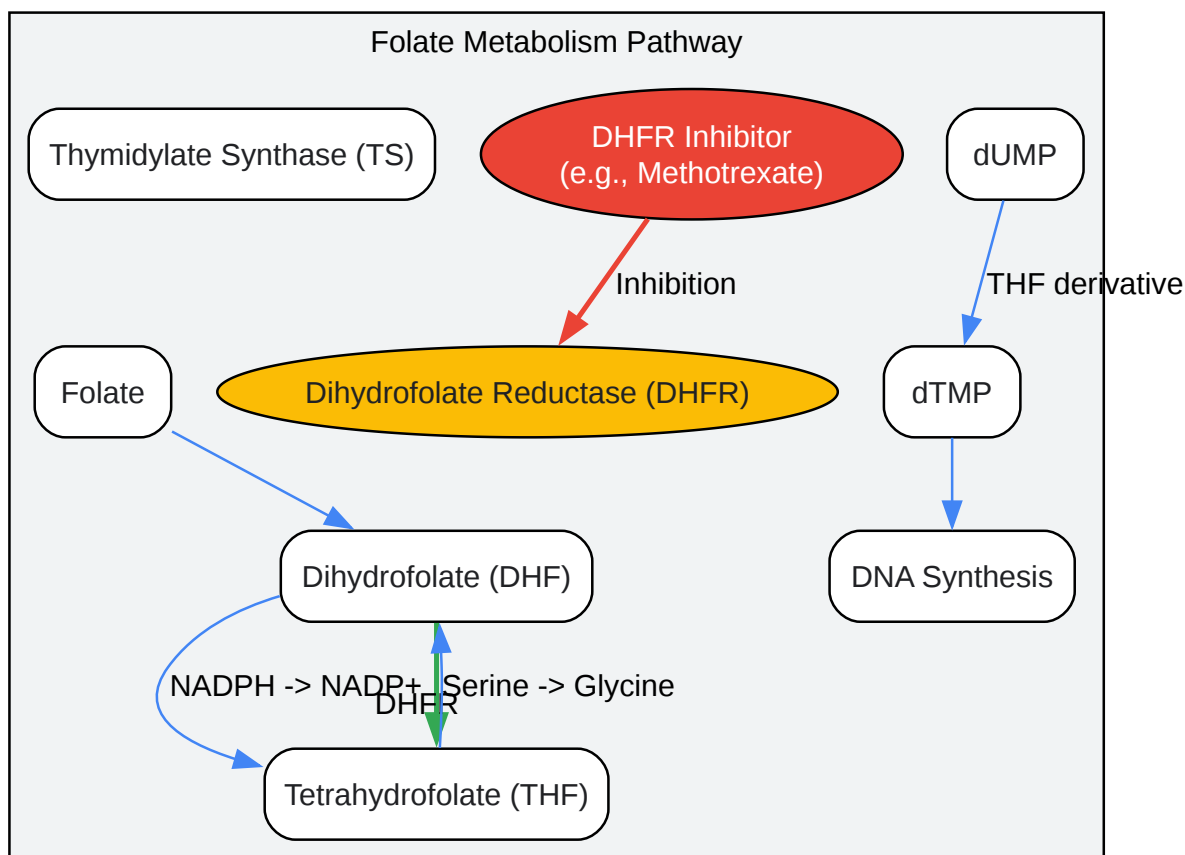 Folate Metabolism Pathway
Thymidylate Synthase (TS)
DHFR Inhibitor
(e.g., Methotrexate)
dUMP
Inhibition
THF derivative
Folate
Dihydrofolate Reductase (DHFR)
dTMP
Dihydrofolate (DHF)
DNA Synthesis
NADPH -> NADP+
Serine -> Glycine
DHFR
Tetrahydrofolate (THF)